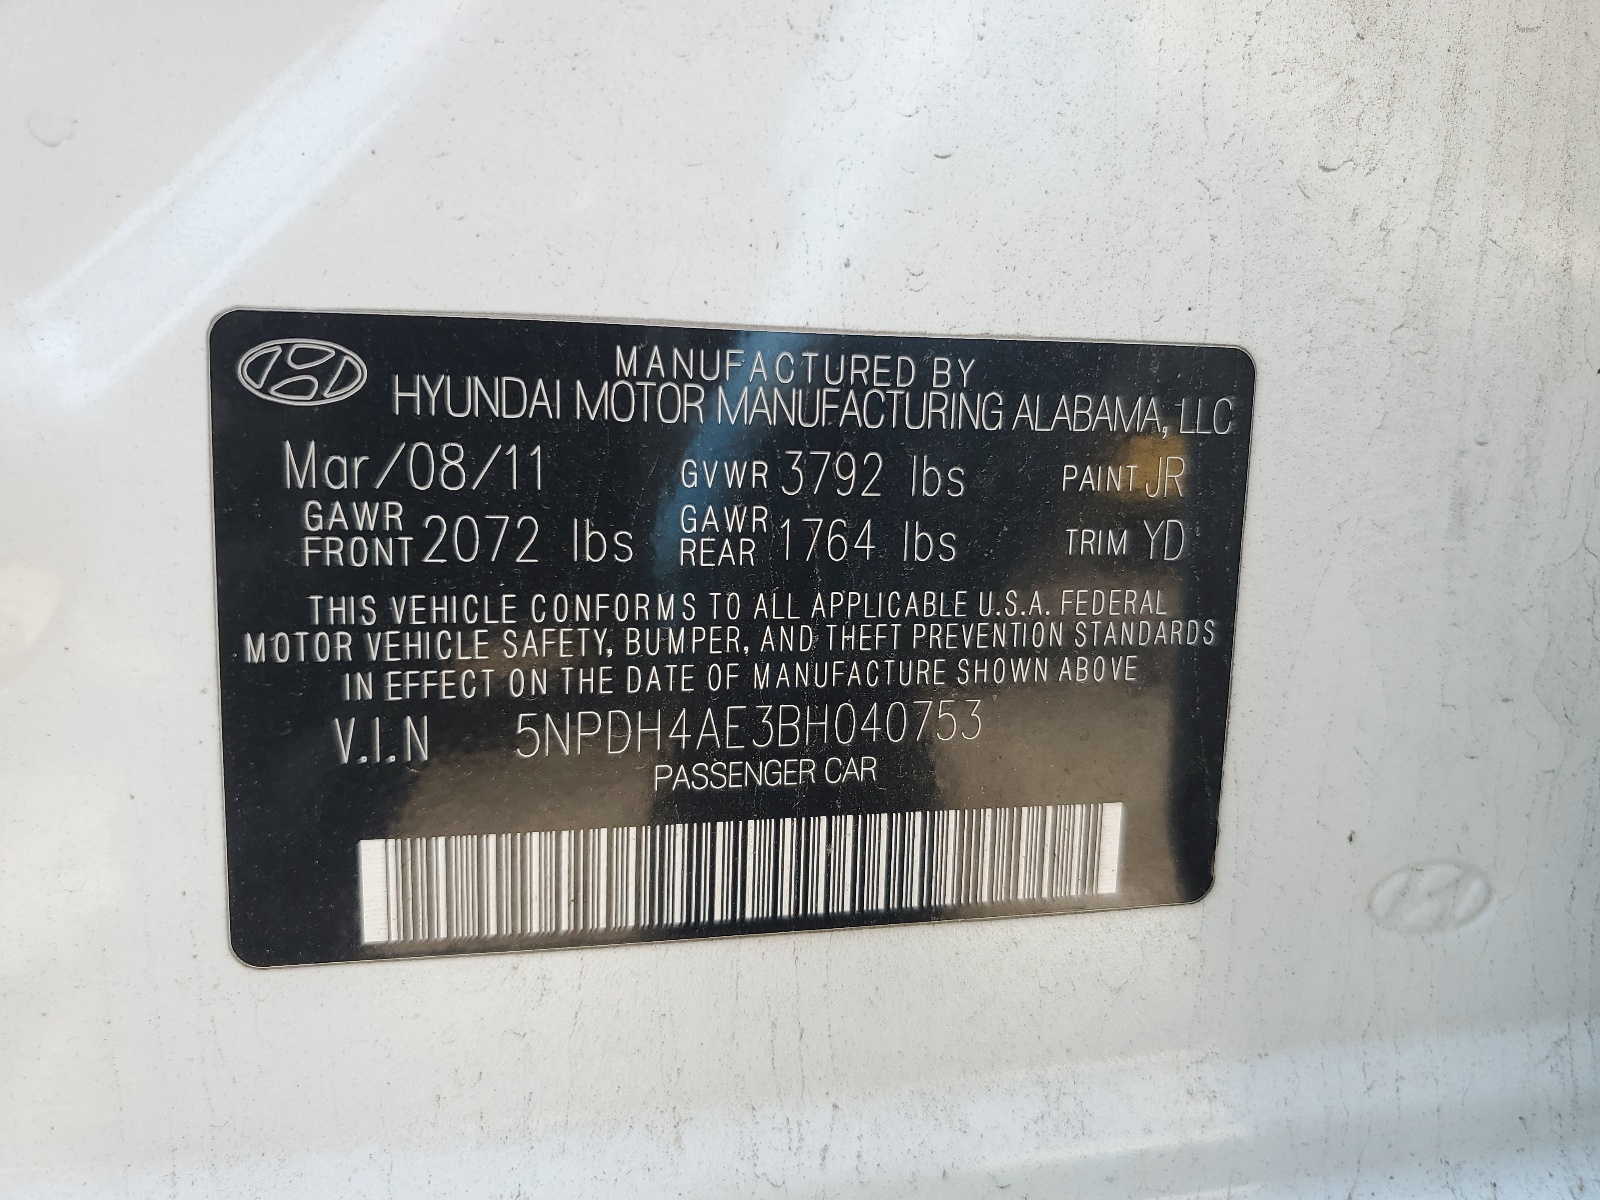 MANUFACTURED BY
HYUNDAI MOTOR MANUFACTURING ALABAMA, LLC
Mar/08/11 GVWR 3792 lbs PAINT JR
GAWR FRONT 2072 lbs GAWR REAR 1764 lbs TRIM YD
THIS VEHICLE CONFORMS TO ALL APPLICABLE U.S.A. FEDERAL
MOTOR VEHICLE SAFETY, BUMPER, AND THEFT PREVENTION STANDARDS
IN EFFECT ON THE DATE OF MANUFACTURE SHOWN ABOVE
V.I.N 5NPDH4AE3BH040753
PASSENGER CAR